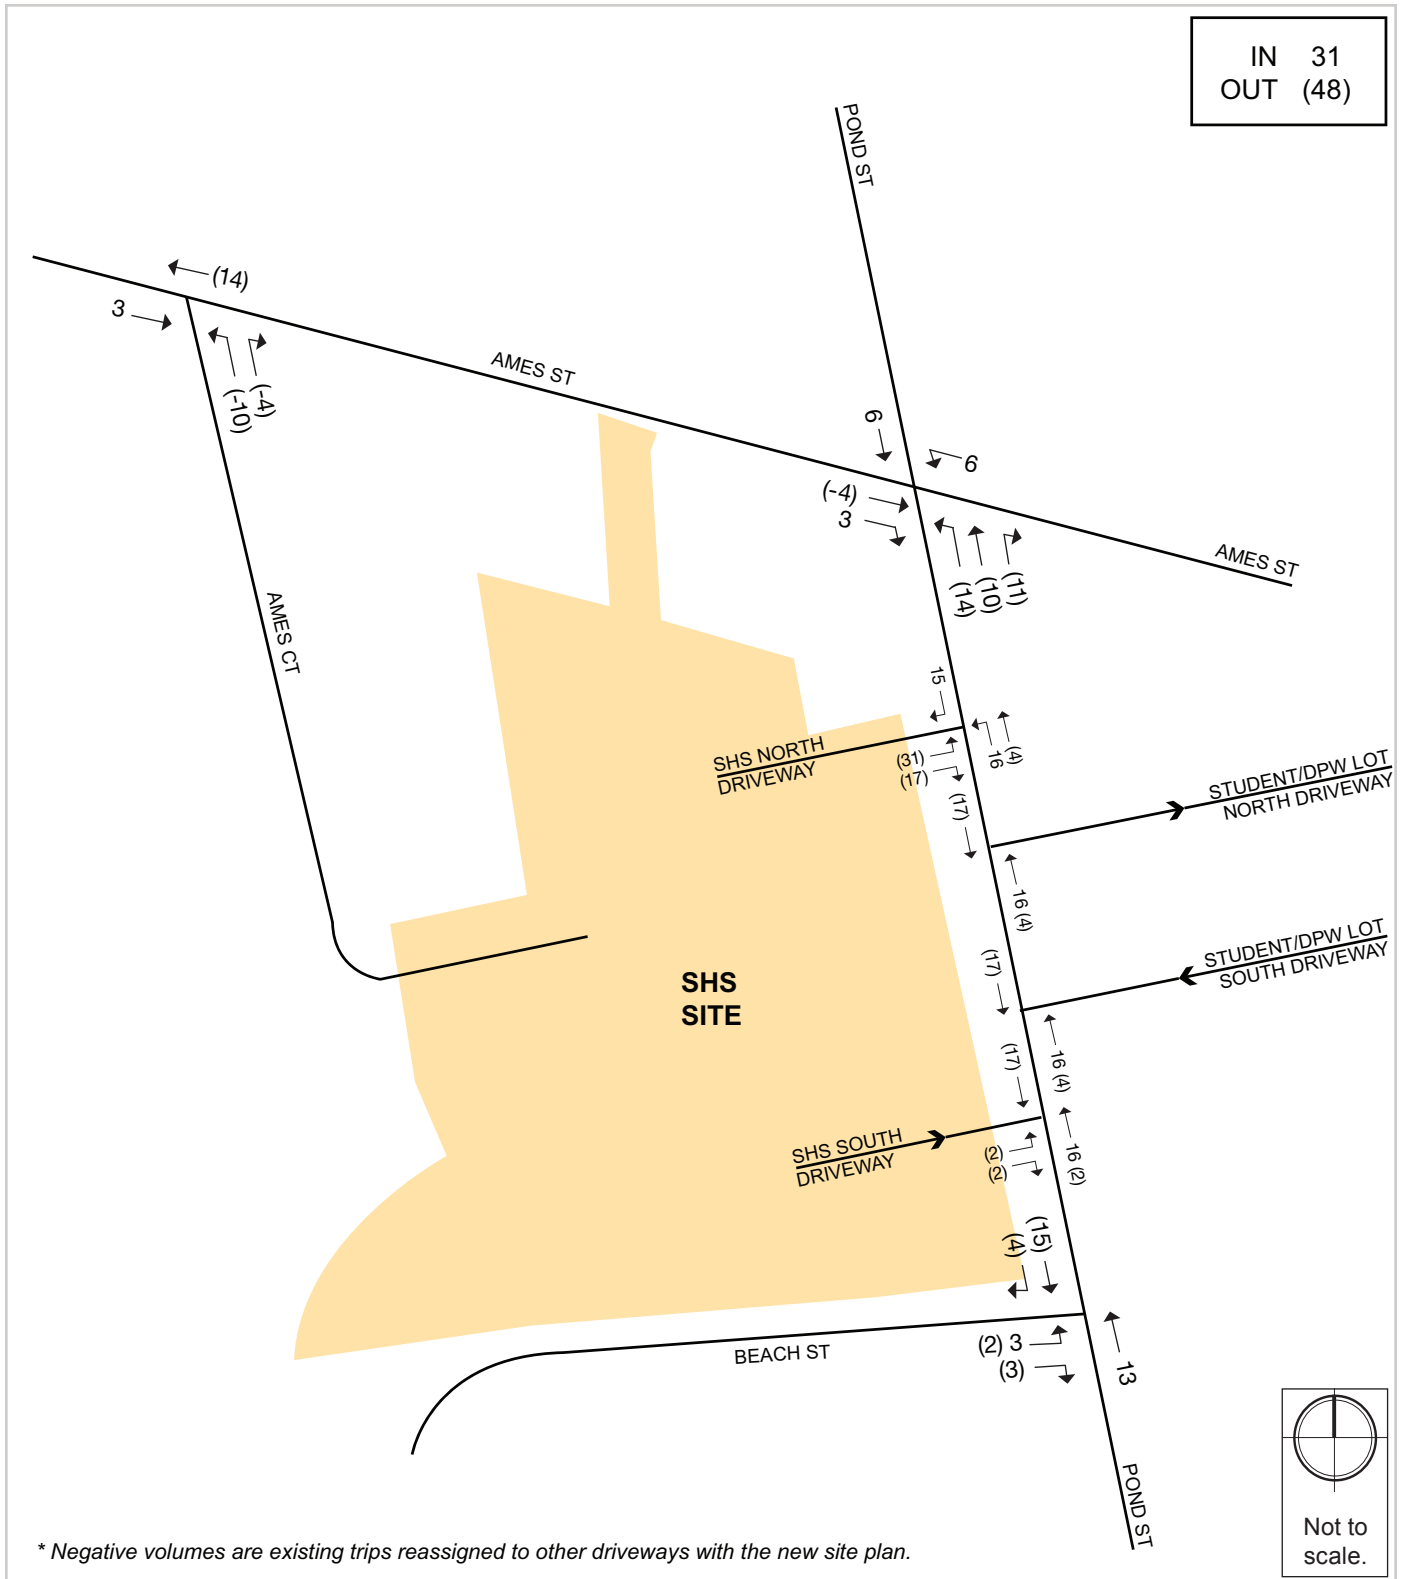 IN 31
OUT (48)
POND ST
(14)
3
(-10)
(-4)
AMES ST
6
6
(-4)
3
(14)
(10)
(11)
AMES ST
AMES CT
15
16
(4)
SHS NORTH
DRIVEWAY
(31)
(17)
(17)
STUDENT/DPW LOT
NORTH DRIVEWAY
16 (4)
(17)
STUDENT/DPW LOT
SOUTH DRIVEWAY
SHS
SITE
(17)
16 (4)
SHS SOUTH
DRIVEWAY
(2)
(2)
16 (2)
(4)
(15)
BEACH ST
(2) 3
(3)
13
POND ST
Not to
scale.
* Negative volumes are existing trips reassigned to other driveways with the new site plan.